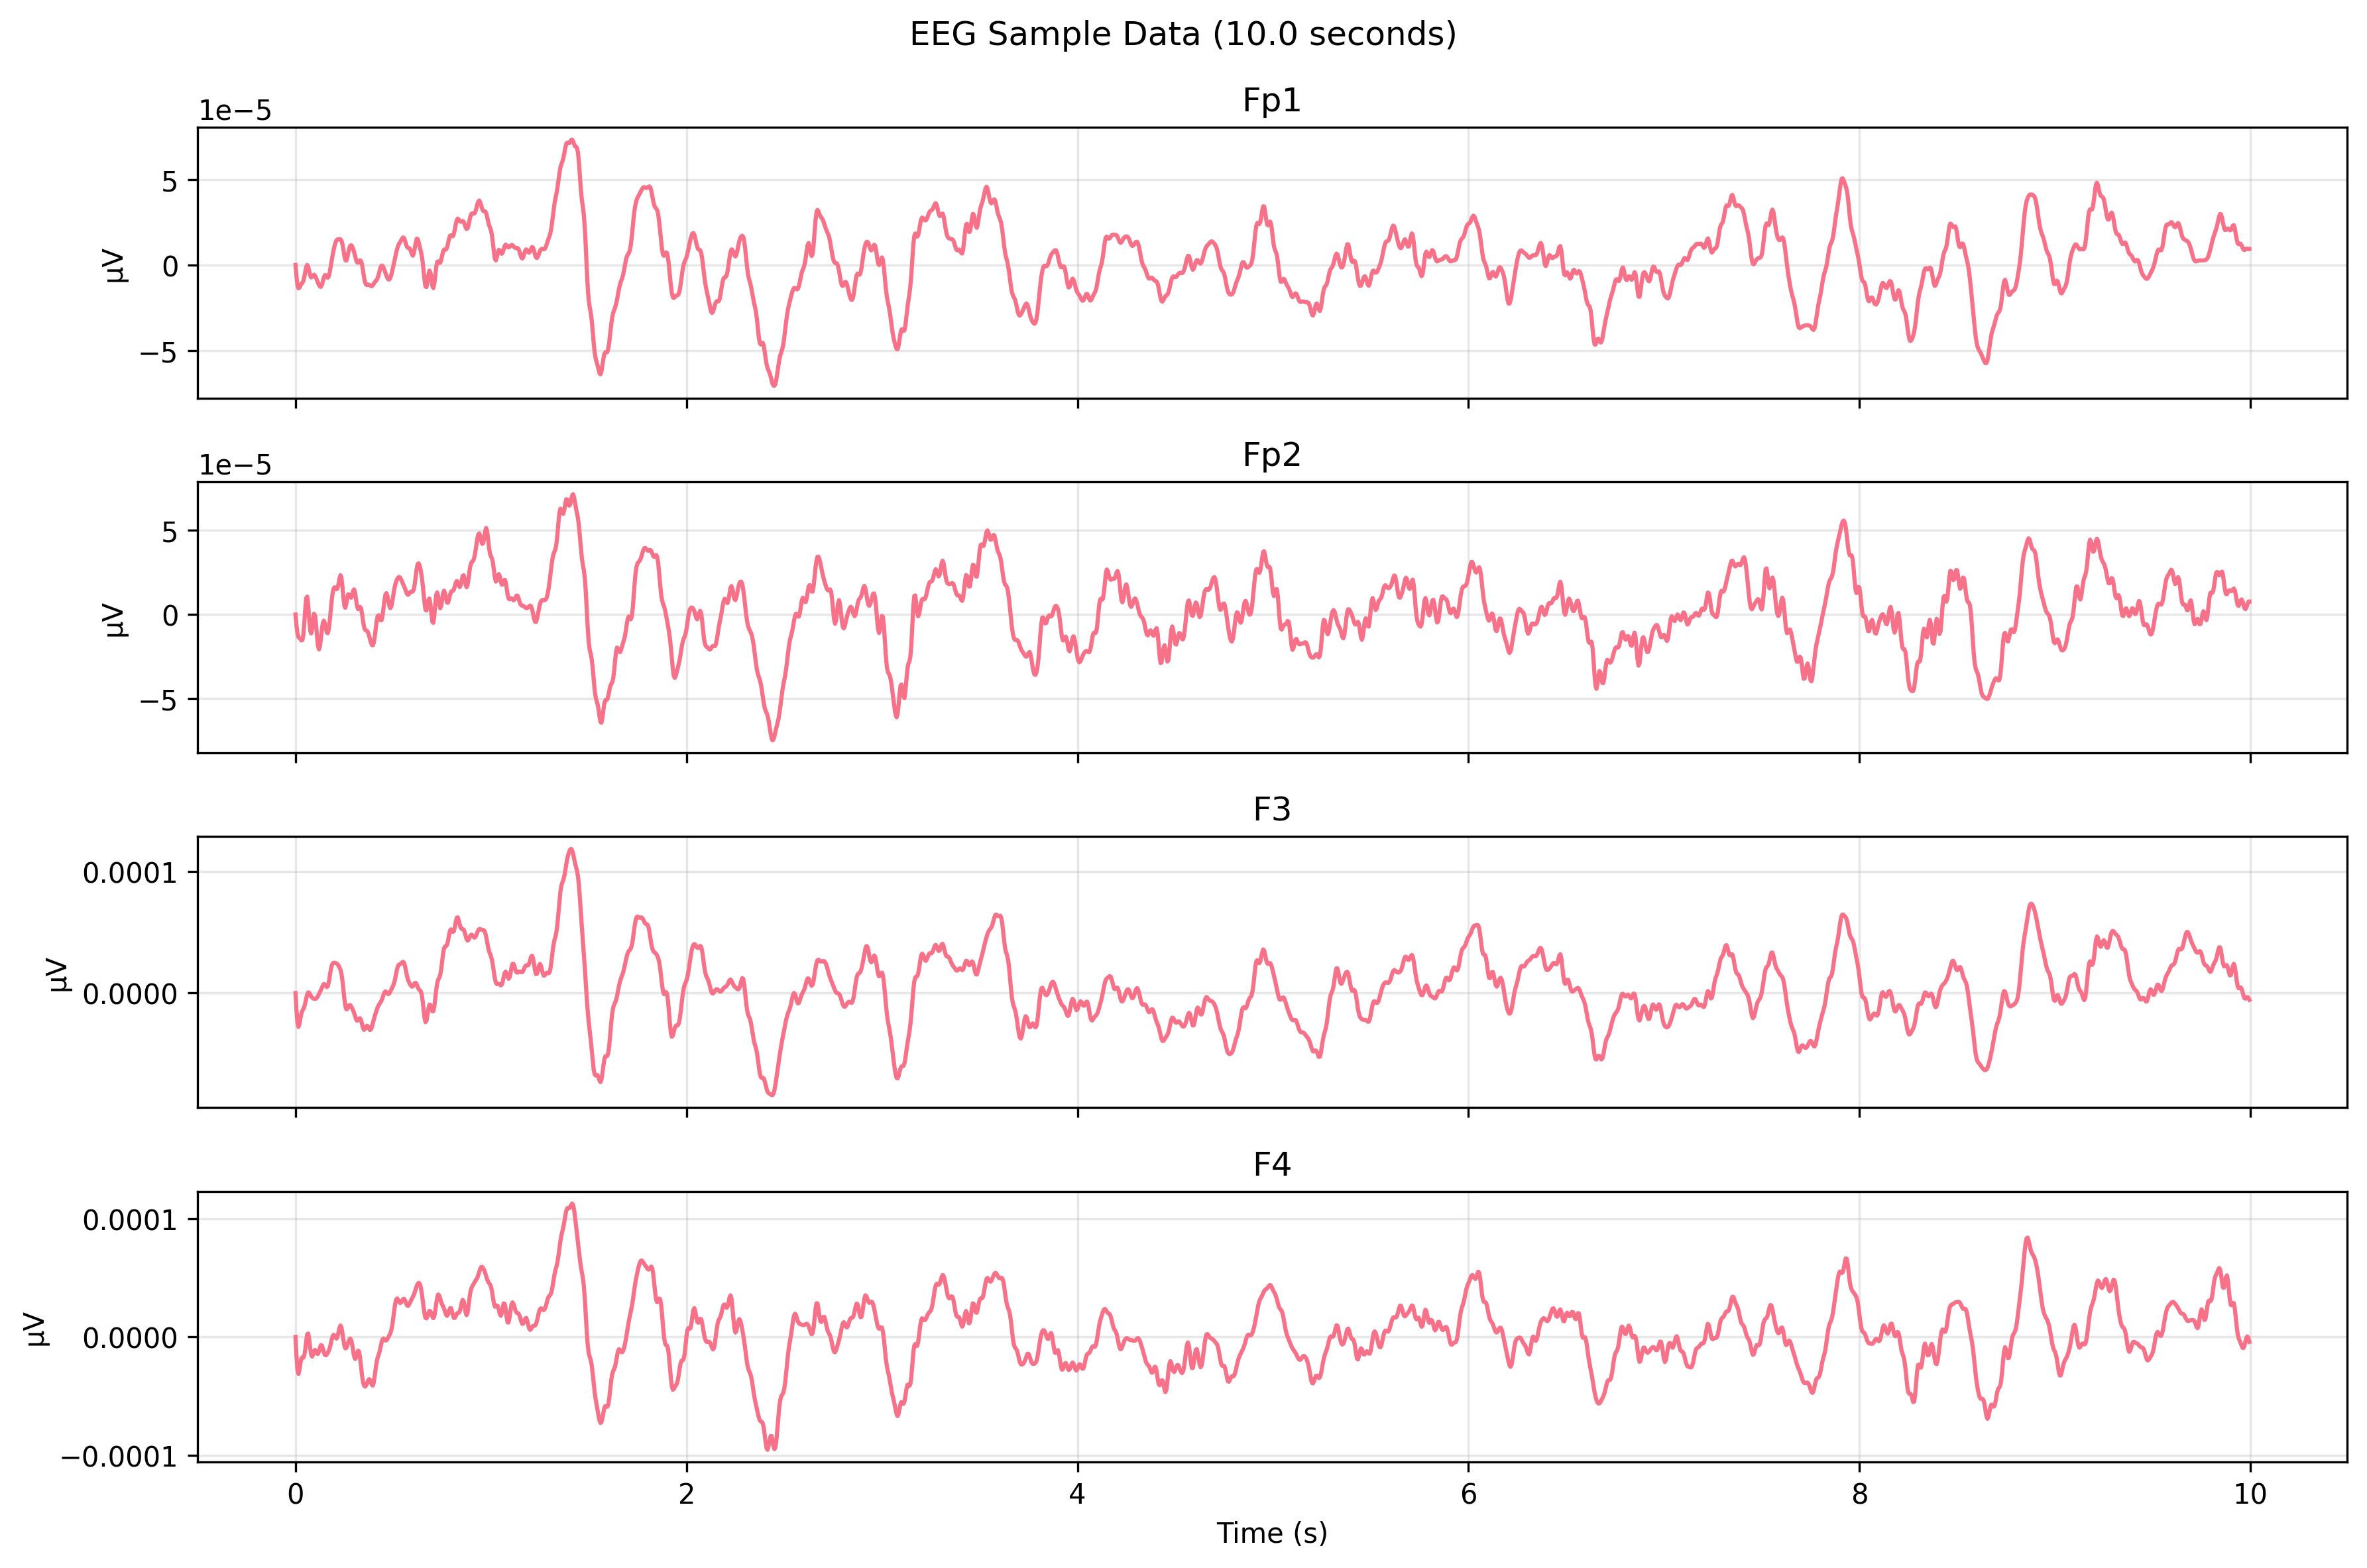 EEG Sample Data (10.0 seconds)
Fp1
1e−5
5
0
−5
µV
Fp2
1e−5
5
0
−5
µV
F3
0.0001
0.0000
µV
F4
0.0001
0.0000
−0.0001
µV
0 2 4 6 8 10
Time (s)